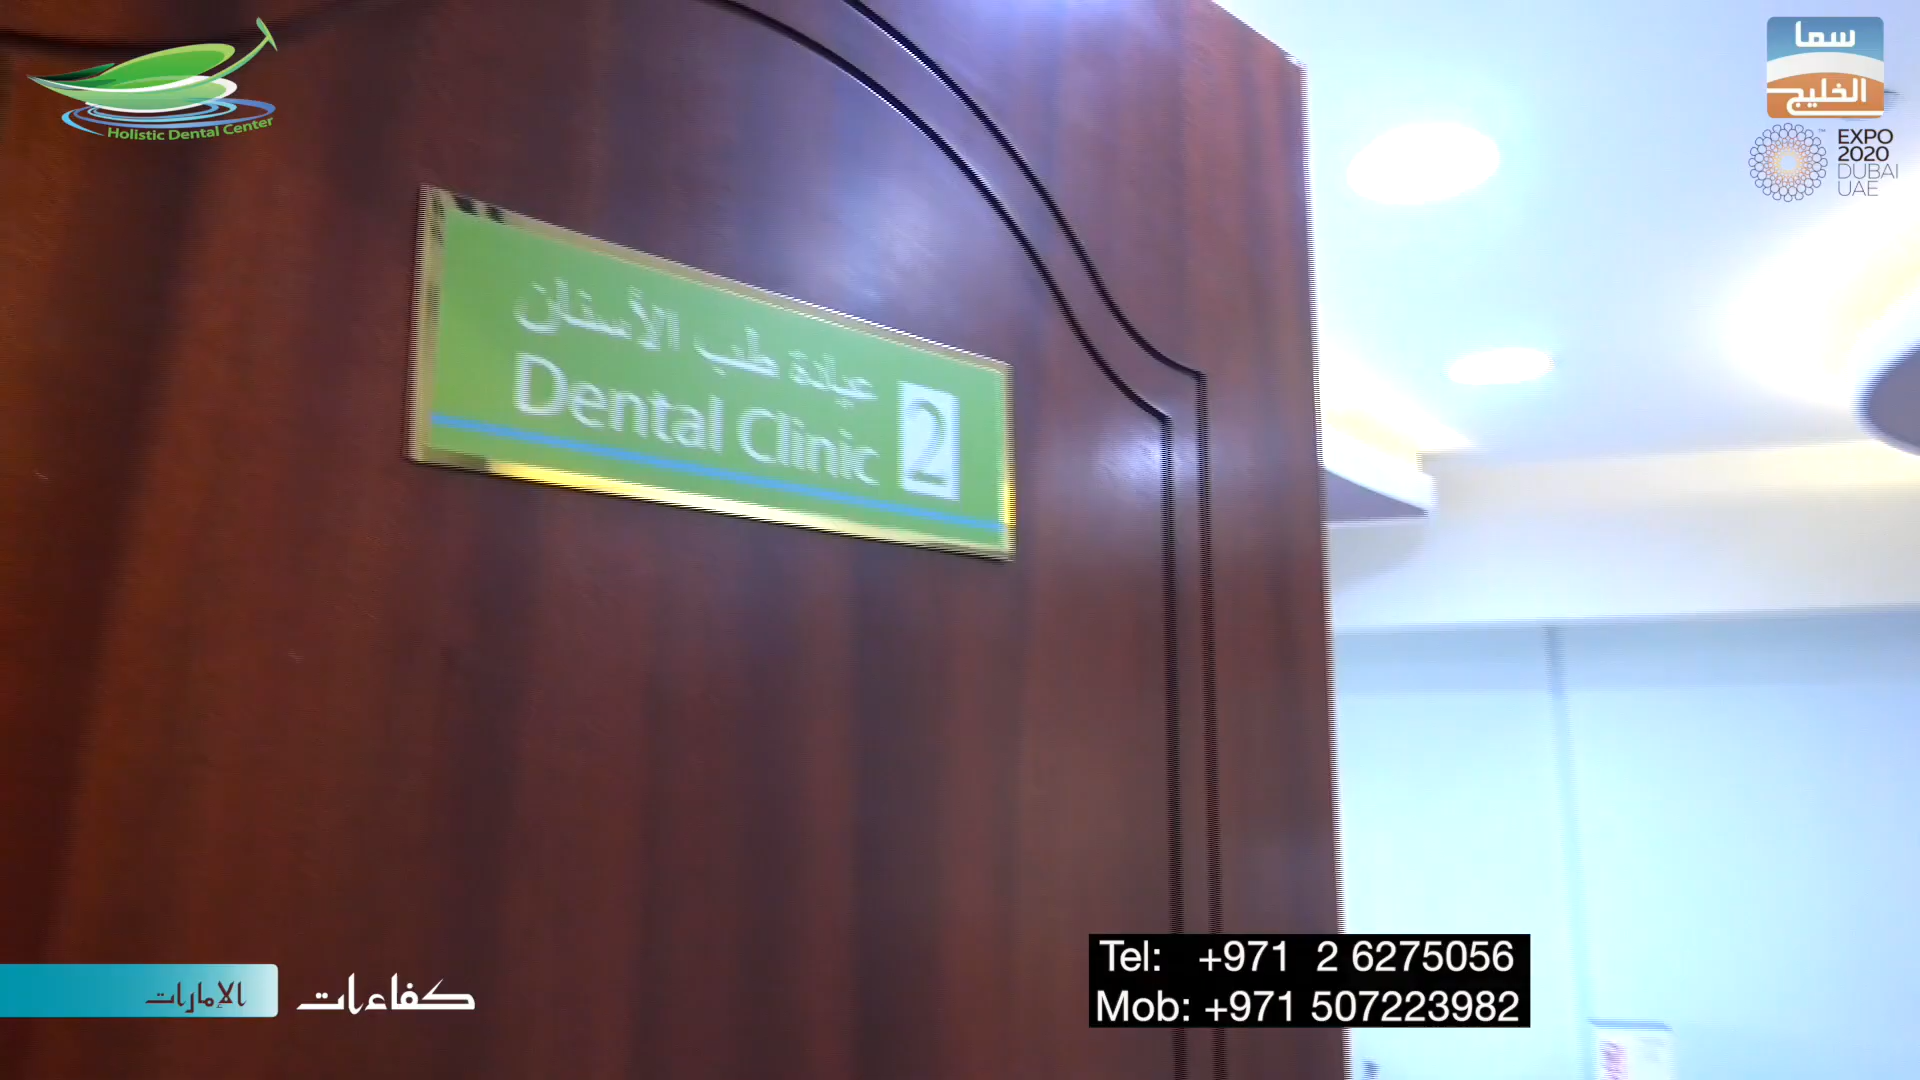 Holistic Dental Center
سما
الخليج
EXPO
2020
DUBAI
UAE
عيادة طب الأسنان
Dental Clinic
2
Tel: +971 2 6275056
Mob: +971 507223982
كفاءات
الإمارات